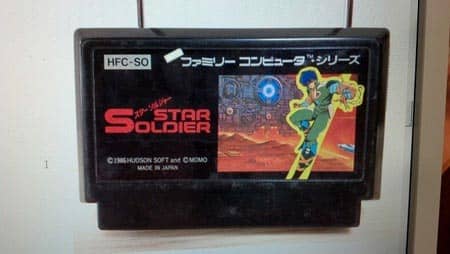 HFC-SO
ファミリー コンピュータ™シリーズ
スターソルジャー
STAR
SOLDIER
©1986 HUDSON SOFT and ©MOMO
MADE IN JAPAN
1